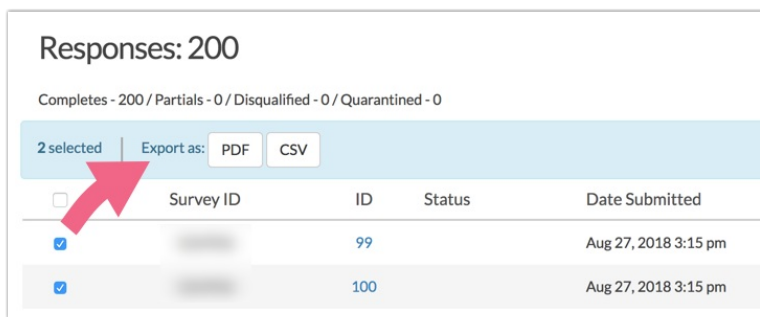 Responses: 200
Completes - 200 / Partials - 0 / Disqualified - 0 / Quarantined - 0
2 selected Export as: PDF CSV
Survey ID ID Status Date Submitted
99 Aug 27, 2018 3:15 pm
100 Aug 27, 2018 3:15 pm